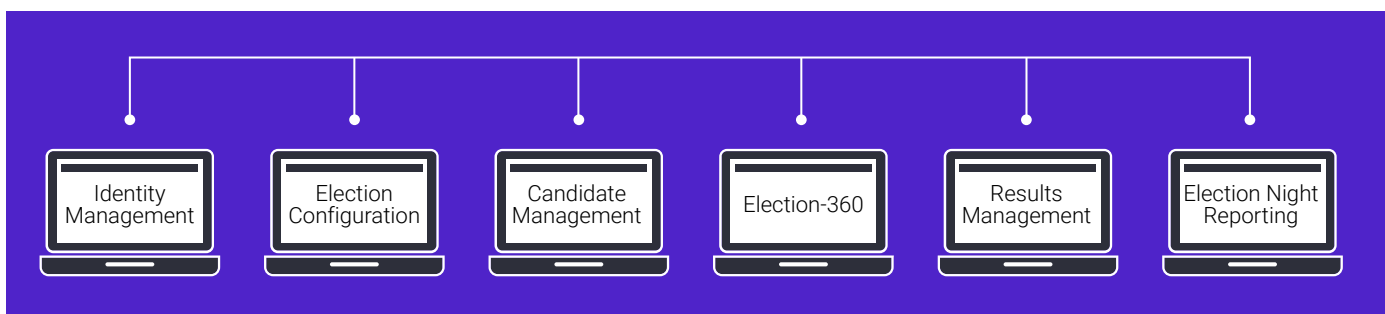 Identity
Management
Election
Configuration
Candidate
Management
Election-360
Results
Management
Election Night
Reporting